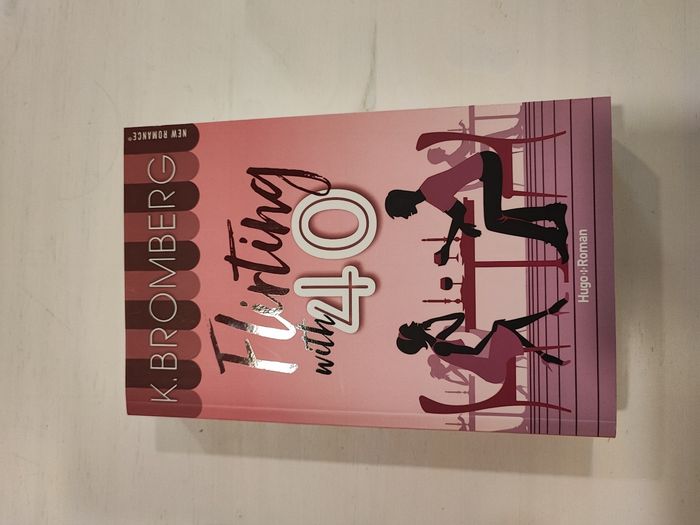 NEW ROMANCE®
K. BROMBERG
Flirting
with
40
Hugo Roman